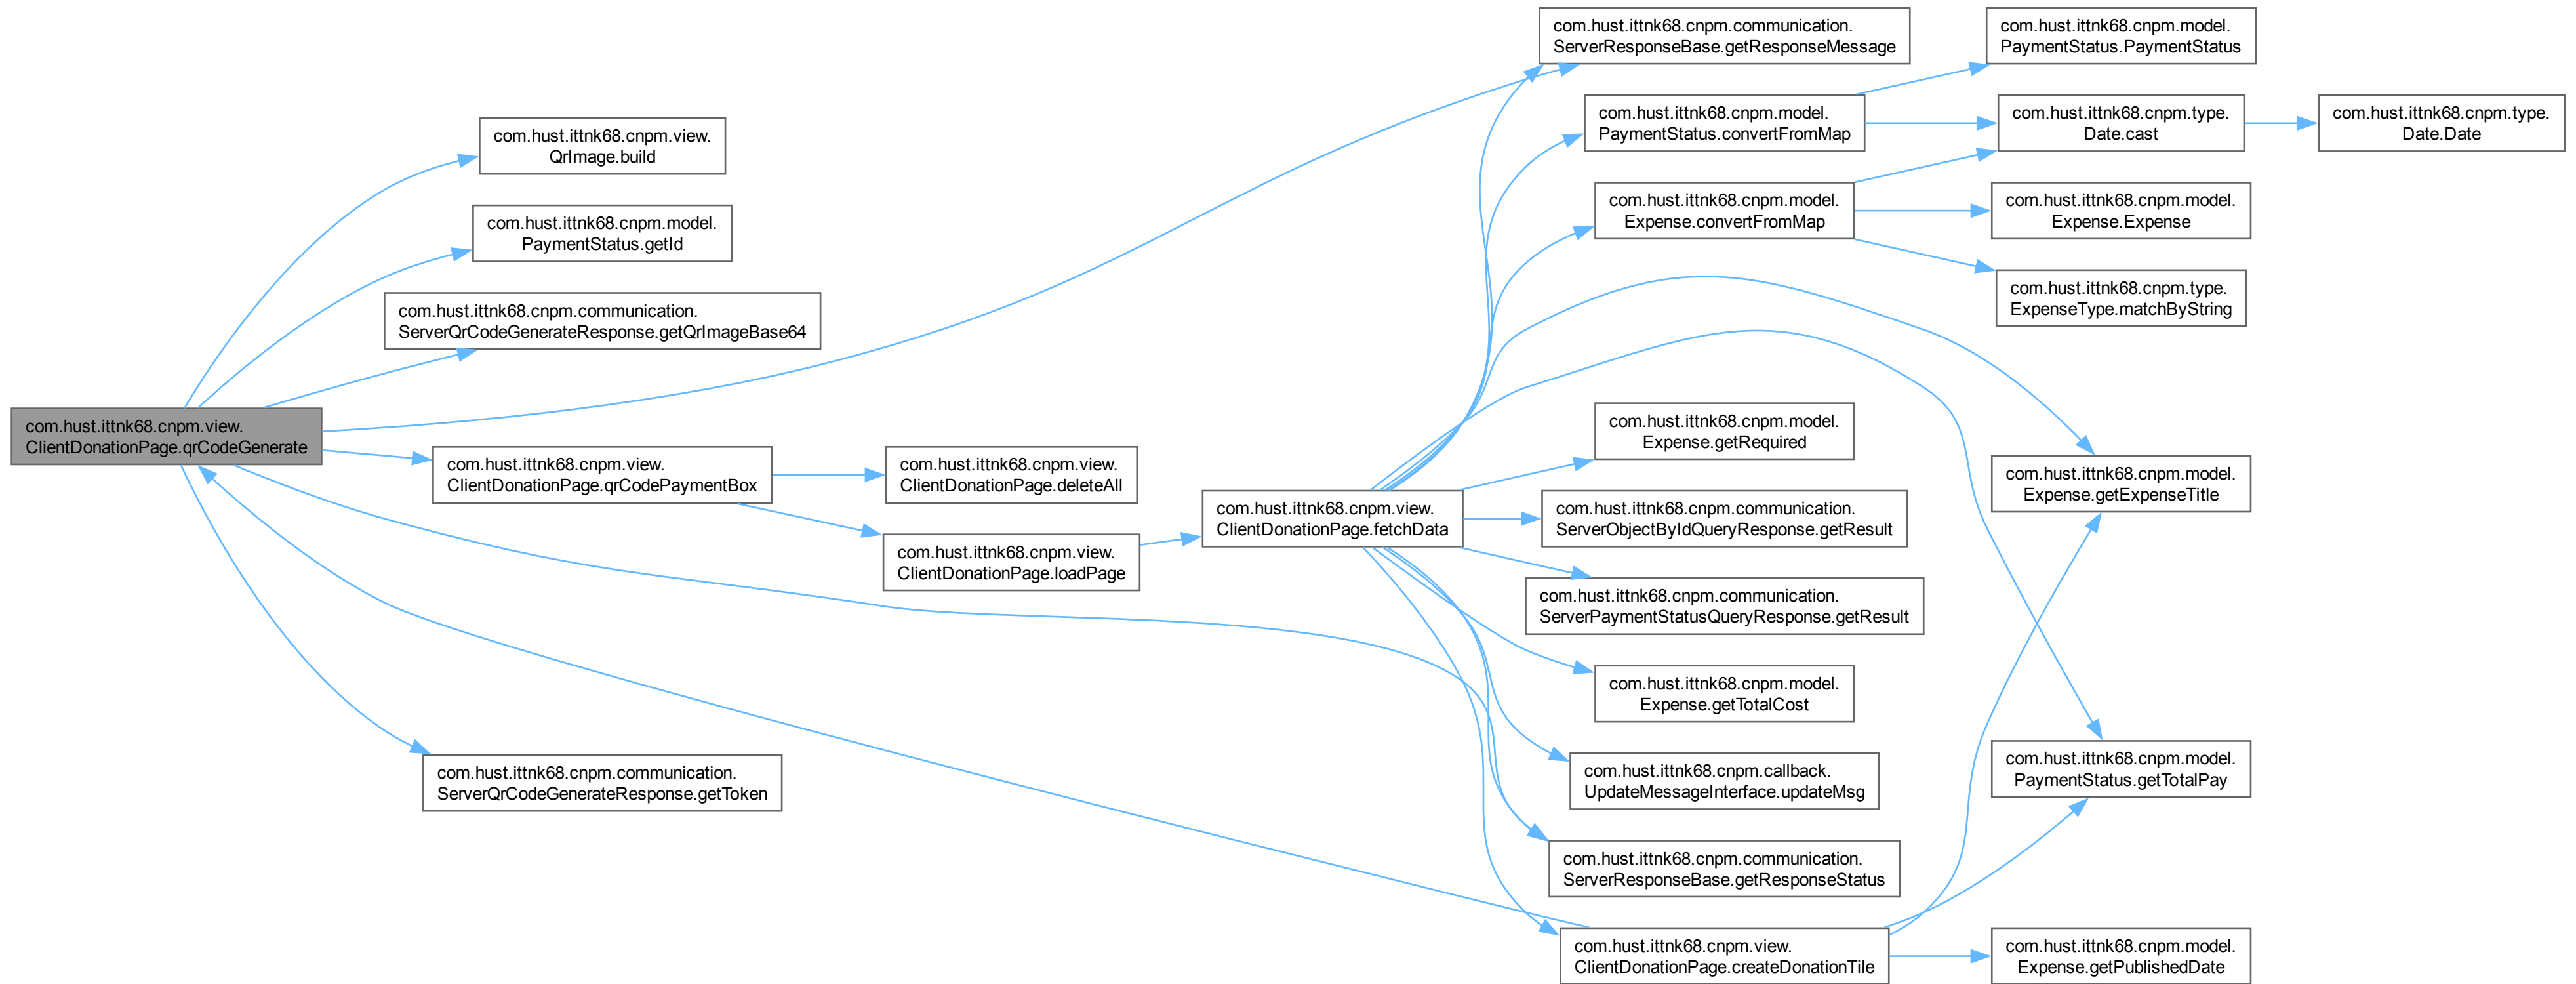 com.hust.ittnk68.cnpm.view.
ClientDonationPage.qrCodeGenerate
com.hust.ittnk68.cnpm.view.
QrImage.build
com.hust.ittnk68.cnpm.model.
PaymentStatus.getId
com.hust.ittnk68.cnpm.communication.
ServerQrCodeGenerateResponse.getQrImageBase64
com.hust.ittnk68.cnpm.view.
ClientDonationPage.qrCodePaymentBox
com.hust.ittnk68.cnpm.communication.
ServerQrCodeGenerateResponse.getToken
com.hust.ittnk68.cnpm.view.
ClientDonationPage.deleteAll
com.hust.ittnk68.cnpm.view.
ClientDonationPage.loadPage
com.hust.ittnk68.cnpm.view.
ClientDonationPage.fetchData
com.hust.ittnk68.cnpm.communication.
ServerResponseBase.getResponseMessage
com.hust.ittnk68.cnpm.model.
PaymentStatus.convertFromMap
com.hust.ittnk68.cnpm.model.
Expense.convertFromMap
com.hust.ittnk68.cnpm.model.
Expense.getRequired
com.hust.ittnk68.cnpm.communication.
ServerObjectByIdQueryResponse.getResult
com.hust.ittnk68.cnpm.communication.
ServerPaymentStatusQueryResponse.getResult
com.hust.ittnk68.cnpm.model.
Expense.getTotalCost
com.hust.ittnk68.cnpm.callback.
UpdateMessageInterface.updateMsg
com.hust.ittnk68.cnpm.communication.
ServerResponseBase.getResponseStatus
com.hust.ittnk68.cnpm.view.
ClientDonationPage.createDonationTile
com.hust.ittnk68.cnpm.model.
PaymentStatus.PaymentStatus
com.hust.ittnk68.cnpm.type.
Date.cast
com.hust.ittnk68.cnpm.model.
Expense.Expense
com.hust.ittnk68.cnpm.type.
ExpenseType.matchByString
com.hust.ittnk68.cnpm.model.
Expense.getExpenseTitle
com.hust.ittnk68.cnpm.model.
PaymentStatus.getTotalPay
com.hust.ittnk68.cnpm.model.
Expense.getPublishedDate
com.hust.ittnk68.cnpm.type.
Date.Date